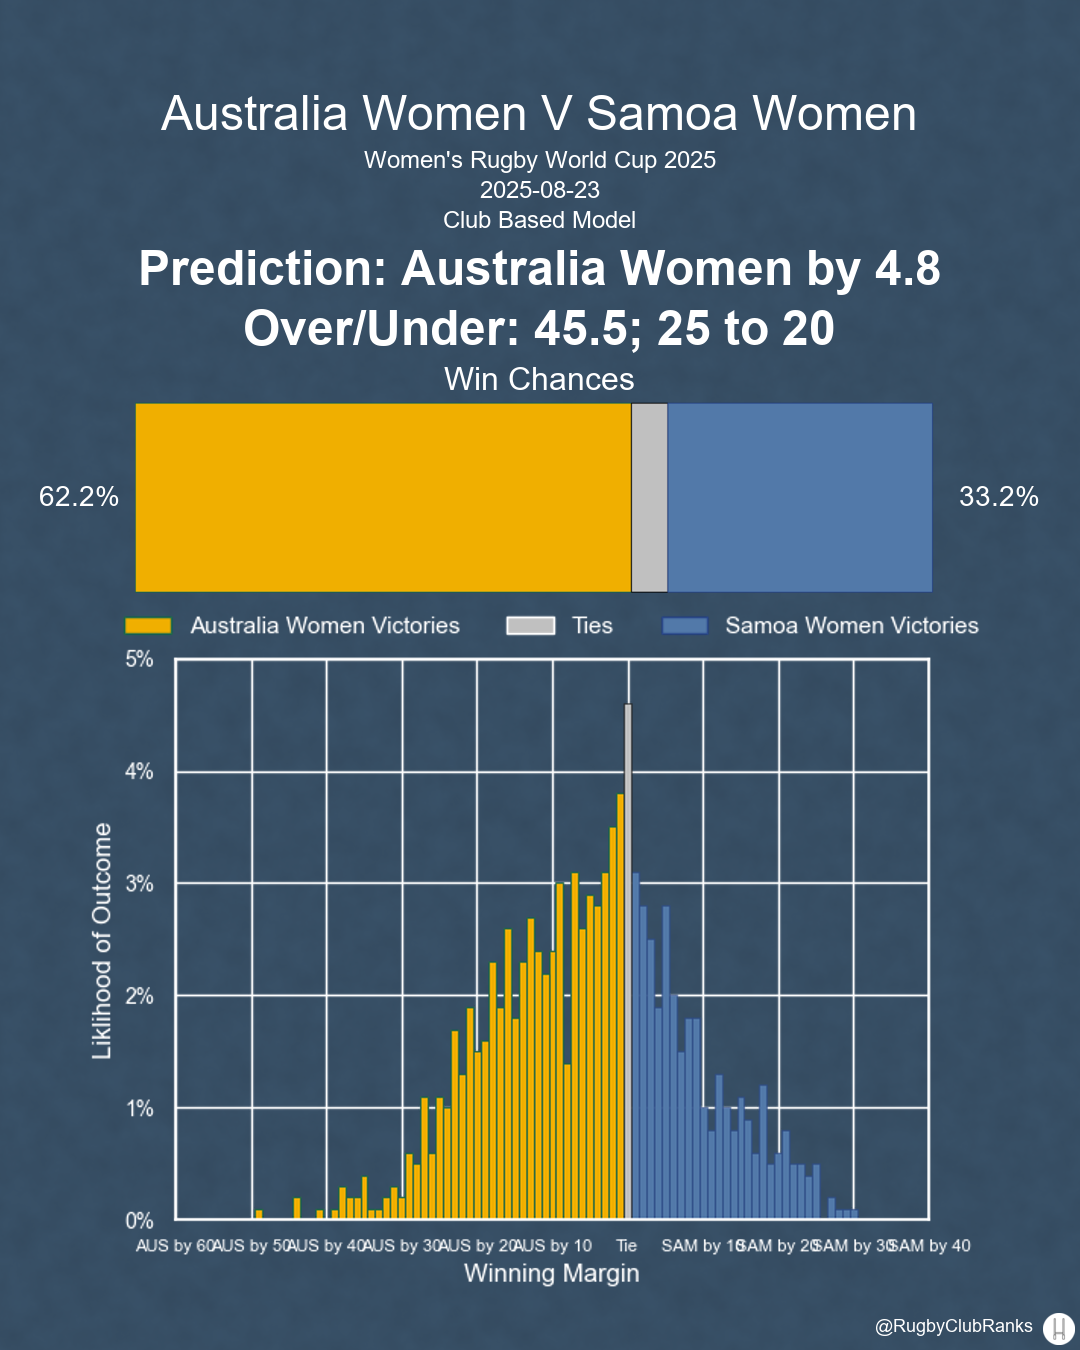 Australia Women V Samoa Women
Women's Rugby World Cup 2025
2025-08-23
Club Based Model
Prediction: Australia Women by 4.8
Over/Under: 45.5; 25 to 20
Win Chances
62.2%
33.2%
Australia Women Victories
Ties
Samoa Women Victories
5%
4%
3%
2%
1%
0%
Liklihood of Outcome
AUS by 60
AUS by 50
AUS by 40
AUS by 30
AUS by 20
AUS by 10
Tie
SAM by 10
SAM by 20
SAM by 30
SAM by 40
Winning Margin
@RugbyClubRanks